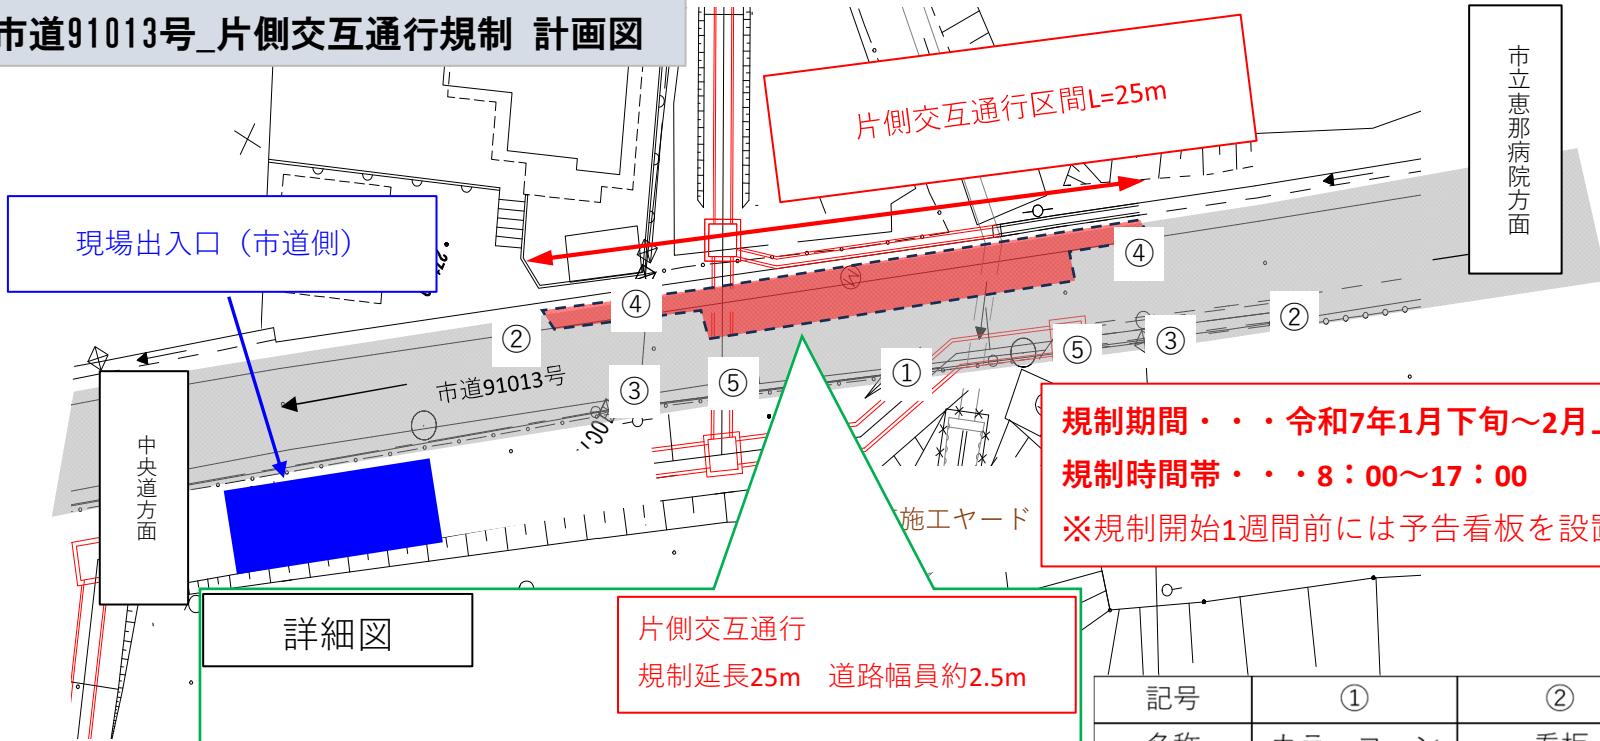 市道91013号_片側交互通行規制 計画図
片側交互通行区間L=25m
市立恵那病院方面
現場出入口（市道側）
④
④
②
②
③
③
⑤
⑤
①
市道91013号
中央道方面
規制期間・・・令和7年1月下旬～2月
規制時間帯・・・8：00～17：00
※規制開始1週間前には予告看板を設
施工ヤード
詳細図
片側交互通行
規制延長25m 道路幅員約2.5m
記号 ① ②